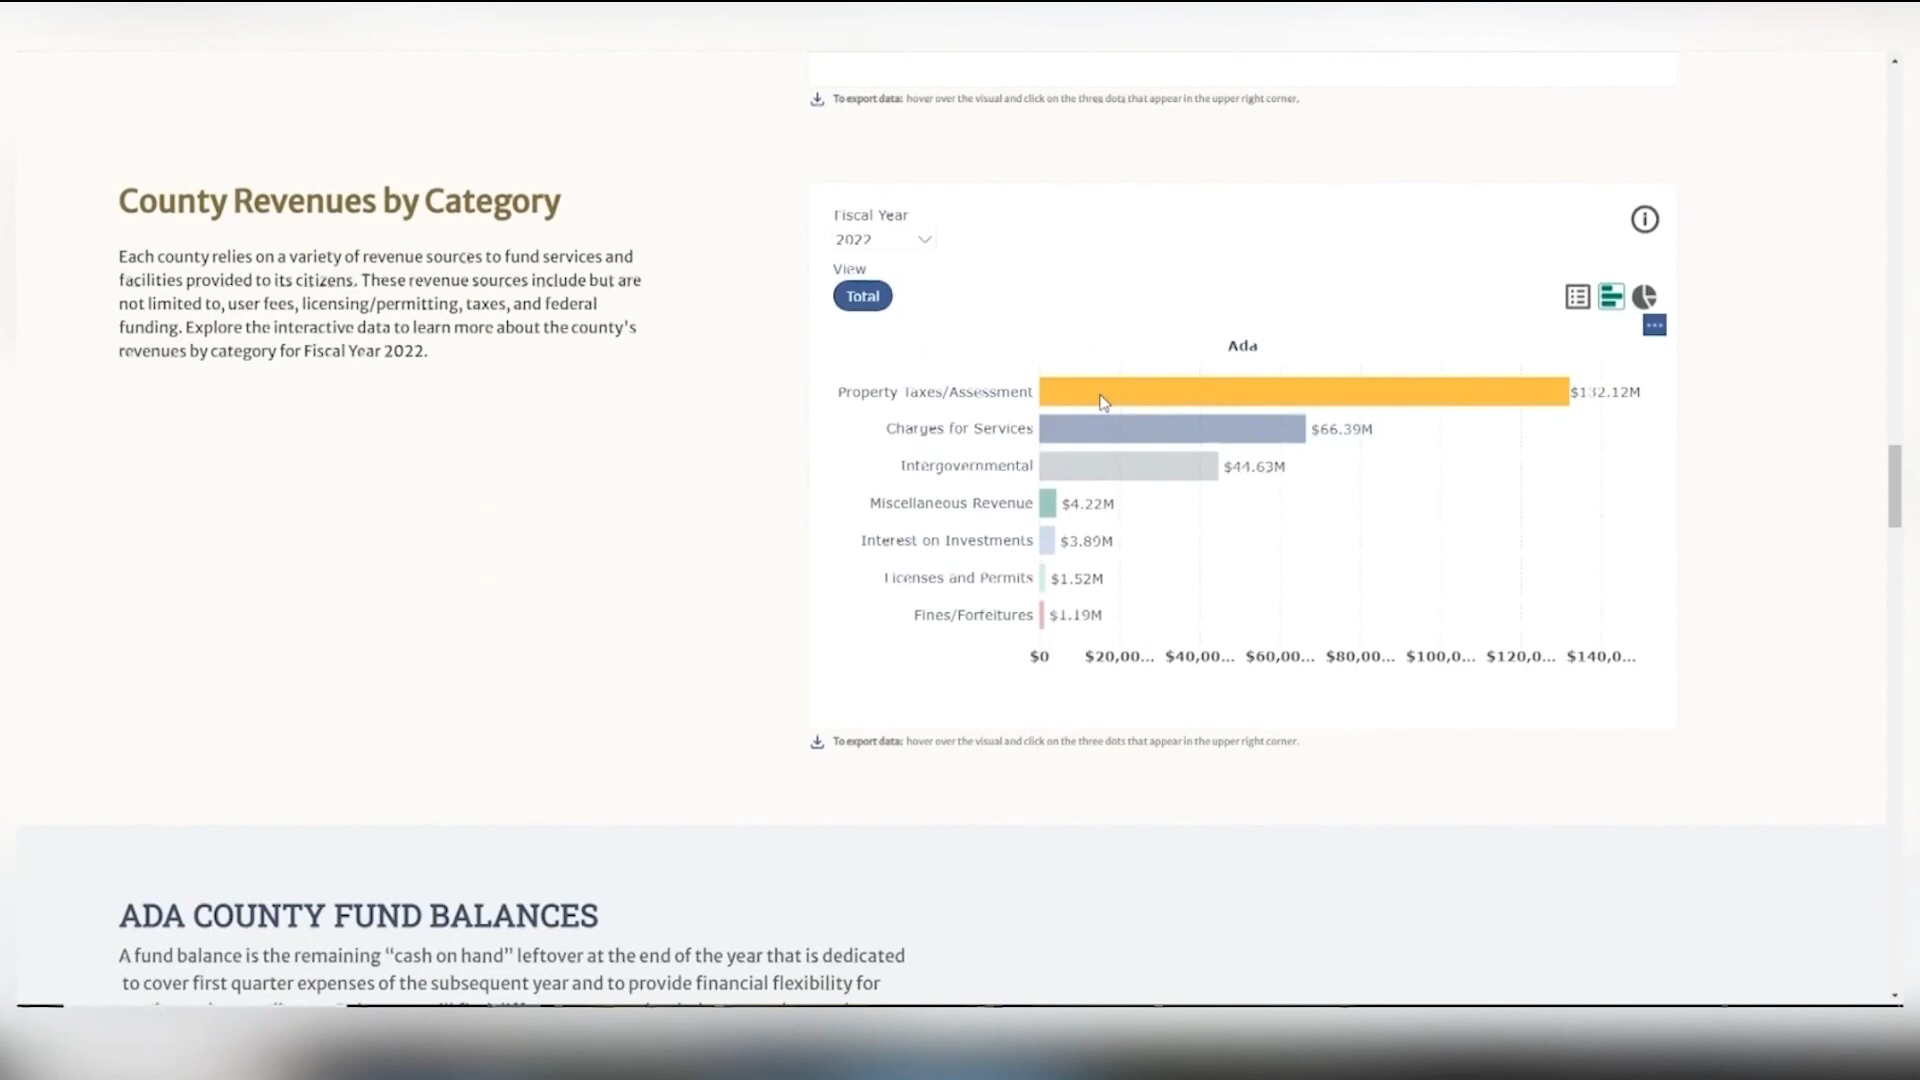 To export data: hover over the visual and click on the three dots that appear in the upper right corner.
County Revenues by Category
Each county relies on a variety of revenue sources to fund services and
facilities provided to its citizens. These revenue sources include but are
not limited to, user fees, licensing/permitting, taxes, and federal
funding. Explore the interactive data to learn more about the county's
revenues by category for Fiscal Year 2022.
Fiscal Year
2022
View
Total
Ada
Property Taxes/Assessment $132.12M
Charges for Services $66.39M
Intergovernmental $44.63M
Miscellaneous Revenue $4.22M
Interest on Investments $3.89M
Licenses and Permits $1.52M
Fines/Forfeitures $1.19M
$0 $20,00... $40,00... $60,00... $80,00... $100,0... $120,0... $140,0...
To export data: hover over the visual and click on the three dots that appear in the upper right corner.
ADA COUNTY FUND BALANCES
A fund balance is the remaining “cash on hand” leftover at the end of the year that is dedicated
to cover first quarter expenses of the subsequent year and to provide financial flexibility for